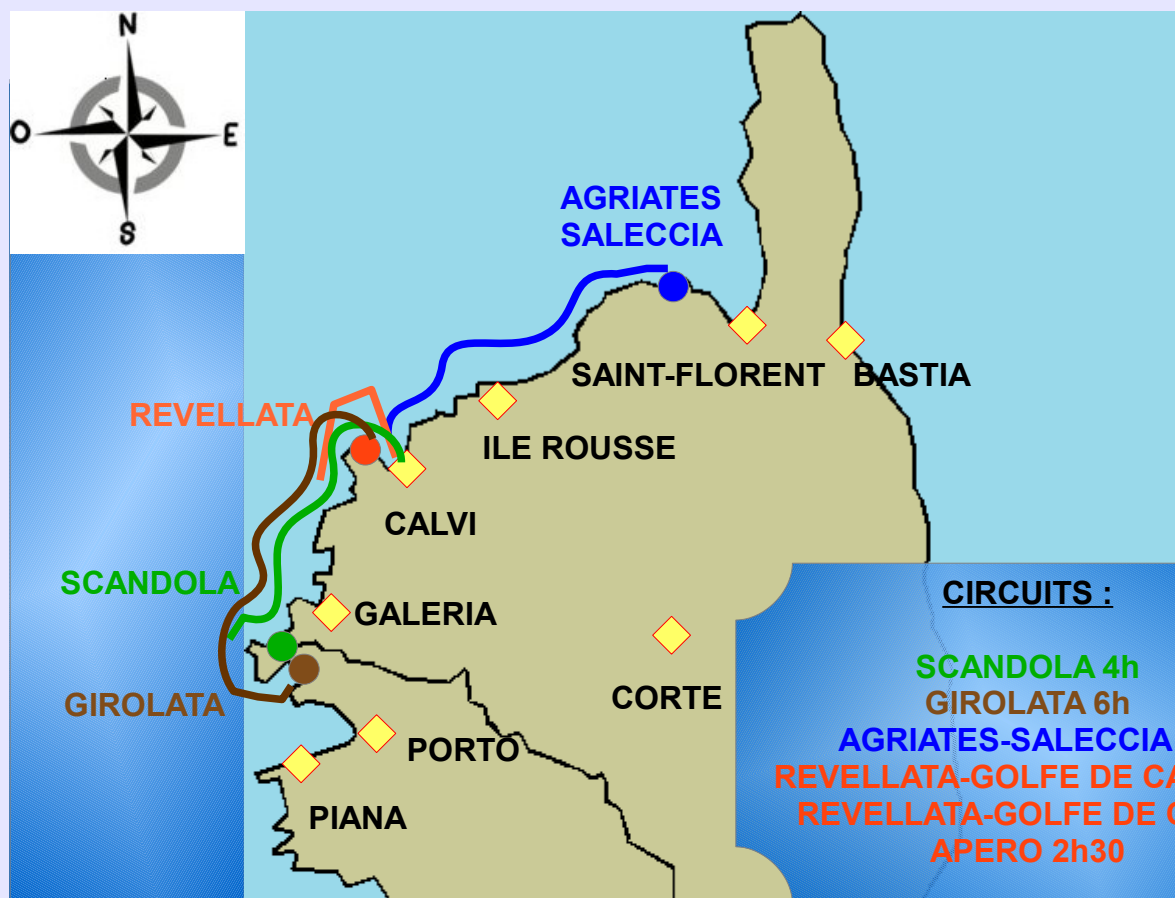 N
O
E
S
AGRIATES
SALECCIA
SAINT-FLORENT
BASTIA
REVELLATA
ILE ROUSSE
CALVI
SCANDOLA
GALERIA
GIROLATA
CORTE
PORTO
PIANA
CIRCUITS :
SCANDOLA 4h
GIROLATA 6h
AGRIATES-SALECCIA
REVELLATA-GOLFE DE
REVELLATA-GOLFE DE
APERO 2h30